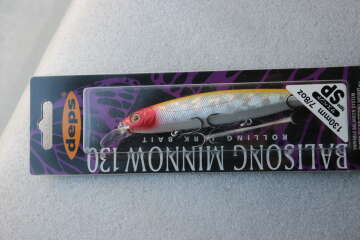 deps
BALISONG MINNOW 130
ROLLING JERK BAIT
130mm 7/8oz
SP